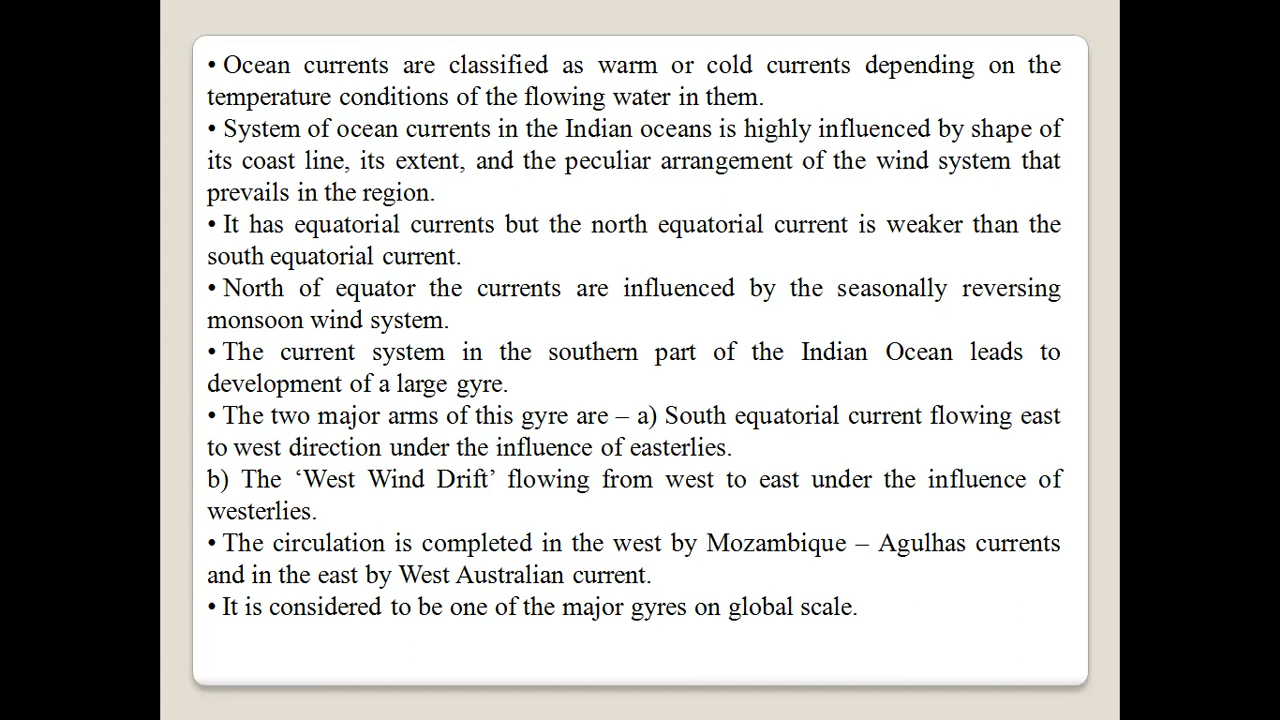 • Ocean currents are classified as warm or cold currents depending on the
temperature conditions of the flowing water in them.
• System of ocean currents in the Indian oceans is highly influenced by shape of
its coast line, its extent, and the peculiar arrangement of the wind system that
prevails in the region.
• It has equatorial currents but the north equatorial current is weaker than the
south equatorial current.
• North of equator the currents are influenced by the seasonally reversing
monsoon wind system.
• The current system in the southern part of the Indian Ocean leads to
development of a large gyre.
• The two major arms of this gyre are – a) South equatorial current flowing east
to west direction under the influence of easterlies.
b) The ‘West Wind Drift’ flowing from west to east under the influence of
westerlies.
• The circulation is completed in the west by Mozambique – Agulhas currents
and in the east by West Australian current.
• It is considered to be one of the major gyres on global scale.